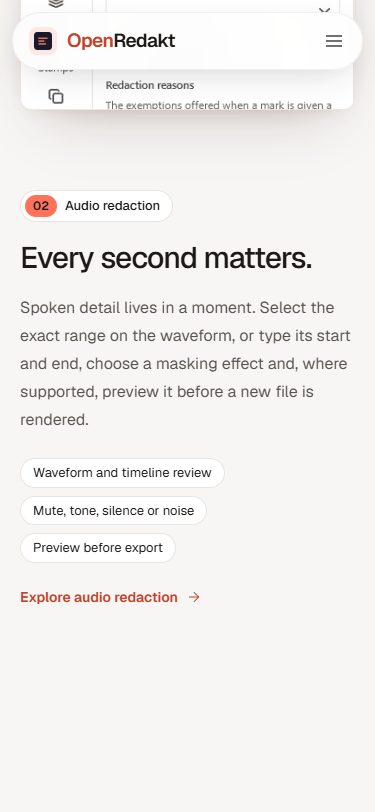 OpenRedakt
Stamps
Redaction reasons
The exemptions offered when a mark is given a
02 Audio redaction
Every second matters.
Spoken detail lives in a moment. Select the
exact range on the waveform, or type its start
and end, choose a masking effect and, where
supported, preview it before a new file is
rendered.
Waveform and timeline review
Mute, tone, silence or noise
Preview before export
Explore audio redaction →